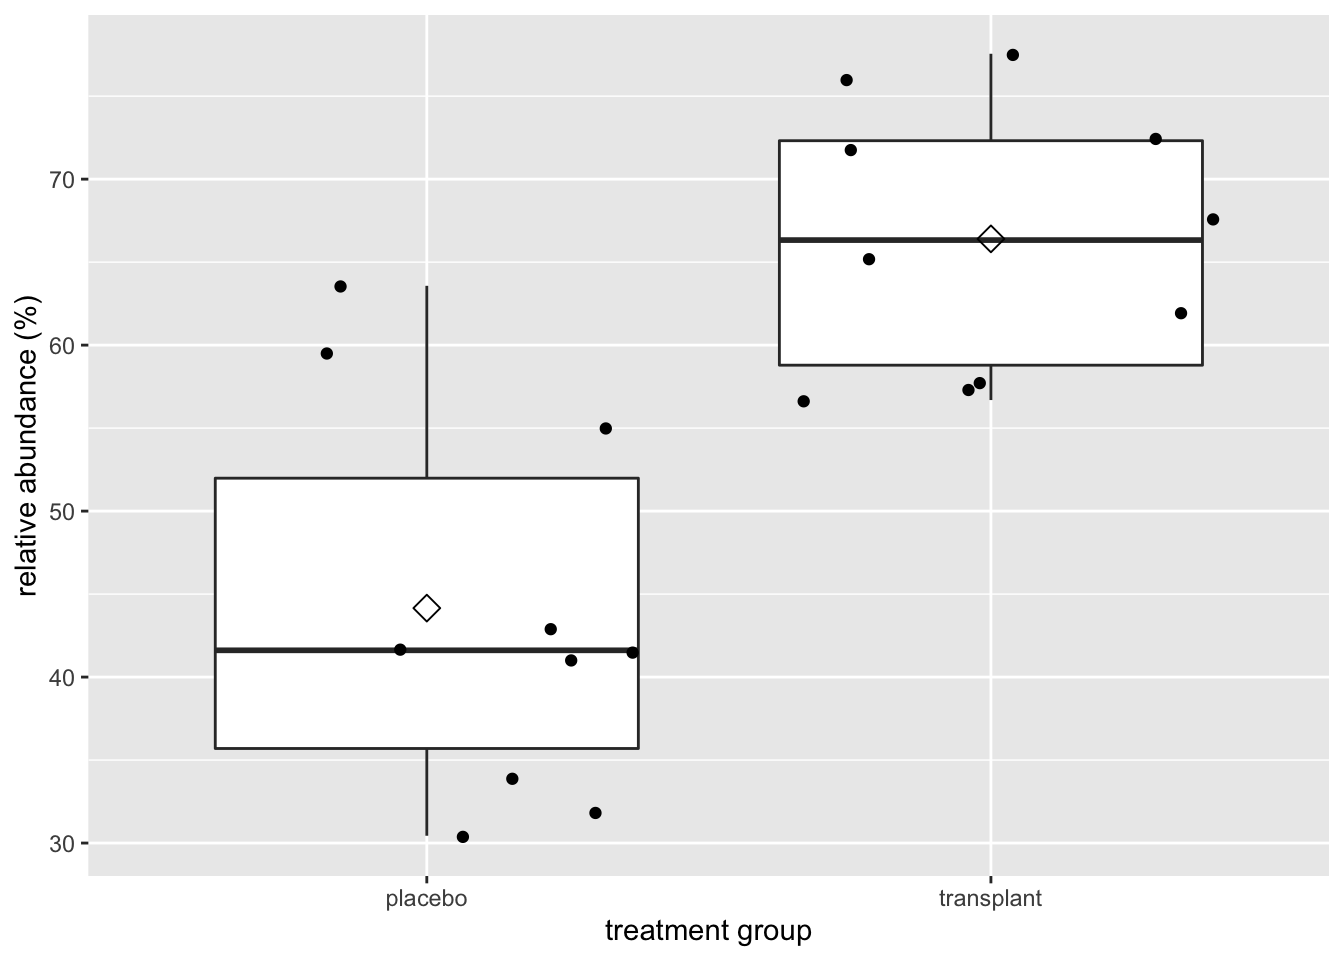 relative abundance (%)
70
60
50
40
30
placebo
transplant
treatment group